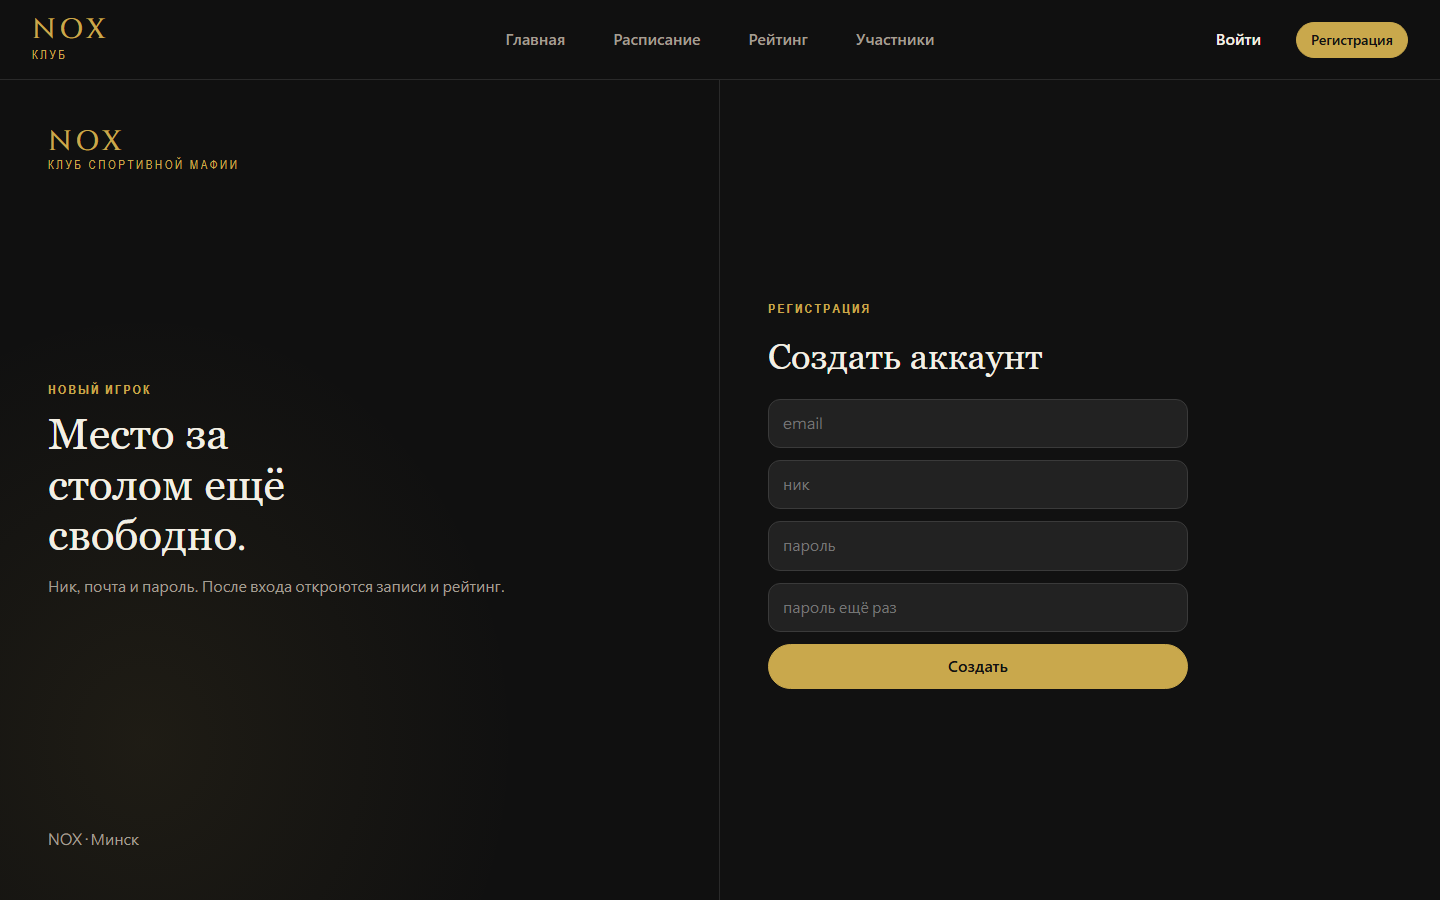 NOX
КЛУБ
Главная
Расписание
Рейтинг
Участники
Войти
Регистрация
NOX
КЛУБ СПОРТИВНОЙ МАФИИ
НОВЫЙ ИГРОК
Место за
столом ещё
свободно.
Ник, почта и пароль. После входа откроются записи и рейтинг.
NOX · Минск
РЕГИСТРАЦИЯ
Создать аккаунт
email
ник
пароль
пароль ещё раз
Создать